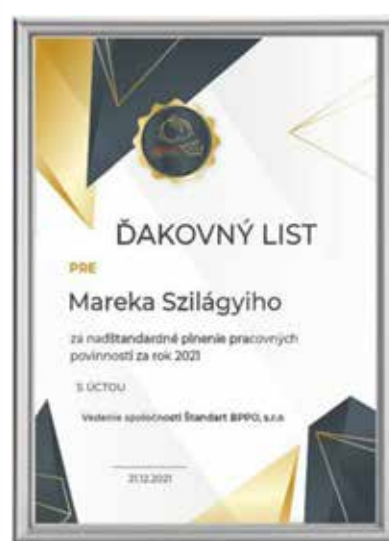 ĎAKOVNÝ LIST
PRE
Mareka Szilágyiho
za nadštandardné plnenie pracovných
povinností za rok 2021
S ÚCTOU
Vedenie spoločnosti Štandart BPPO, s.r.o
21.12.2021